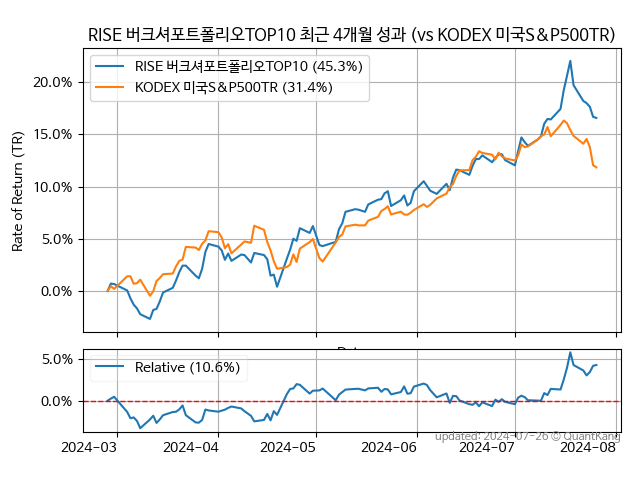 RISE 버크셔포트폴리오TOP10 최근 4개월 성과 (vs KODEX 미국S&P500TR)
RISE 버크셔포트폴리오TOP10 (45.3%)
KODEX 미국S&P500TR (31.4%)
Rate of Return (TR)
20.0%
15.0%
10.0%
5.0%
0.0%
Relative (10.6%)
5.0%
0.0%
2024-03
2024-04
2024-05
2024-06
2024-07
2024-08
updated: 2024-07-26 © QuantKang